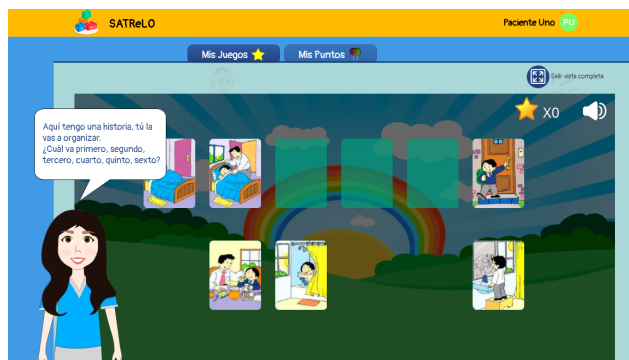 SATReLO
Paciente Uno PU
Mis Juegos
Mis Puntos
Salir vista completa
X0
Aquí tengo una historia, tú la
vas a organizar.
¿Cuál va primero, segundo,
tercero, cuarto, quinto, sexto?